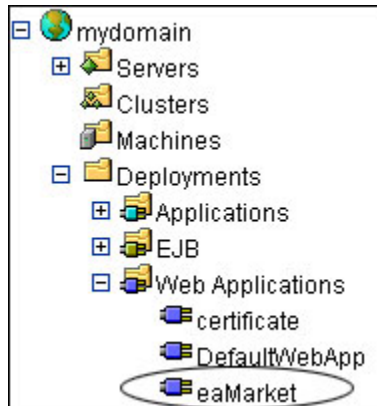 mydomain
Servers
Clusters
Machines
Deployments
Applications
EJB
Web Applications
certificate
DefaultWebApp
eaMarket